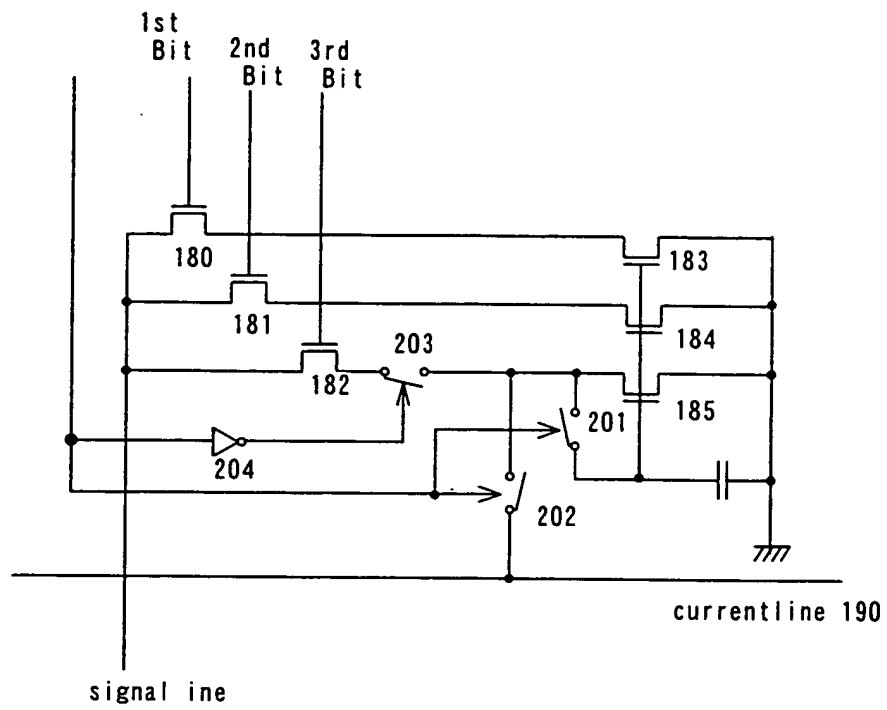 1st
Bit
2nd
Bit
3rd
Bit
180
183
181
184
203
182
201
185
204
202
currentline 190
signal ine